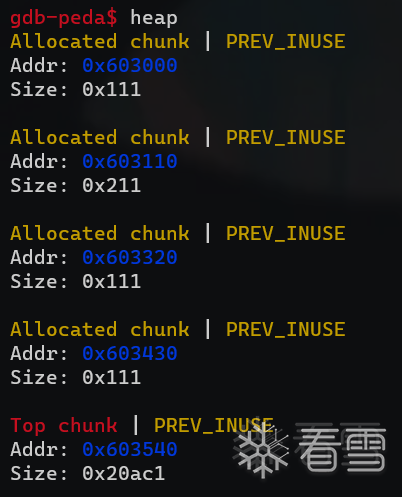 gdb-peda$ heap
Allocated chunk | PREV_INUSE
Addr: 0x603000
Size: 0x111
Allocated chunk | PREV_INUSE
Addr: 0x603110
Size: 0x211
Allocated chunk | PREV_INUSE
Addr: 0x603320
Size: 0x111
Allocated chunk | PREV_INUSE
Addr: 0x603430
Size: 0x111
Top chunk | PREV_INUSE
Addr: 0x603540
Size: 0x20ac1
看雪